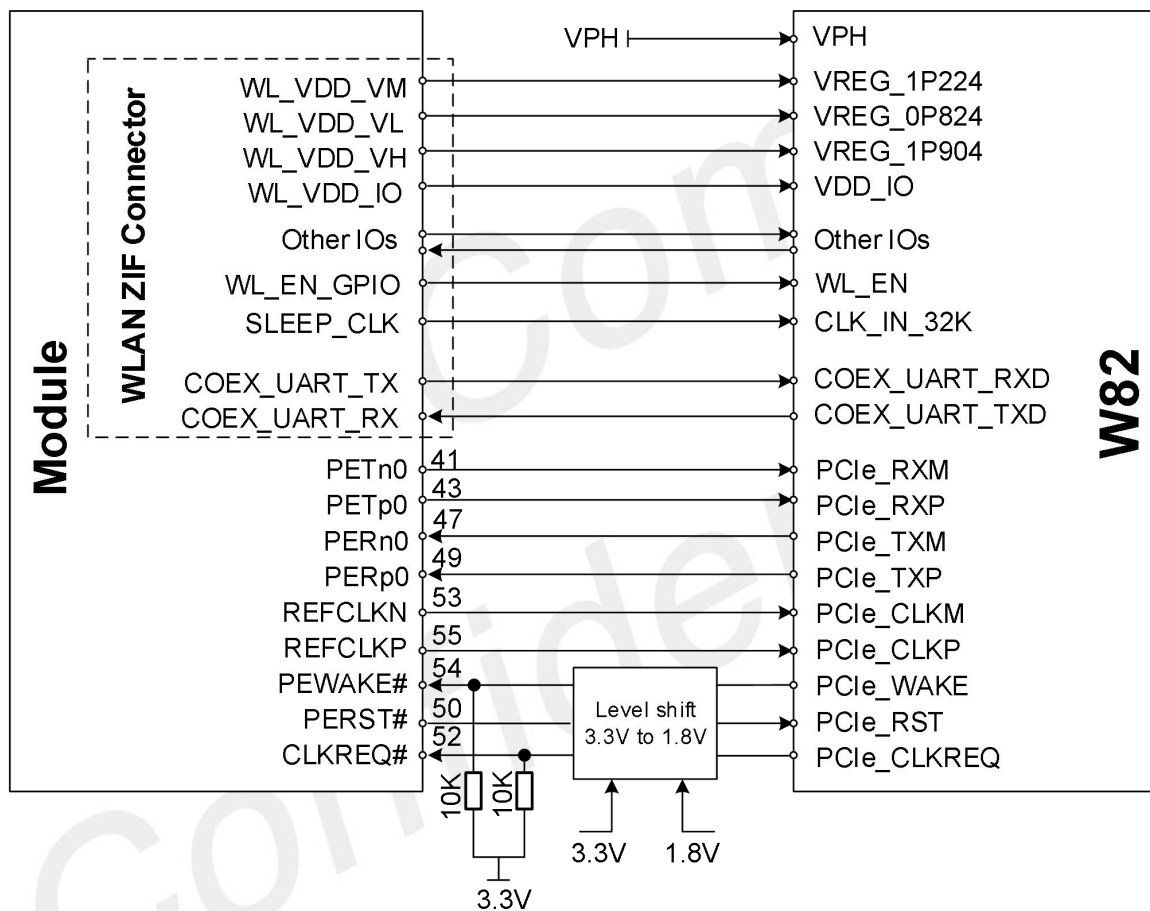 VPH VPH
WL_VDD_VM VREG_1P224
WL_VDD_VL VREG_0P824
WL_VDD_VH VREG_1P904
WL_VDD_IO VDD_IO
Other IOs Other IOs
WL_EN_GPIO WL_EN
SLEEP_CLK CLK_IN_32K
COEX_UART_TX COEX_UART_RXD
COEX_UART_RX COEX_UART_TXD
WLAN ZIF Connector
Module
W82
PETn0 41 PCIe_RXM
PETp0 43 PCIe_RXP
PERn0 47 PCIe_TXM
PERp0 49 PCIe_TXP
REFCLKN 53 PCIe_CLKM
REFCLKP 55 PCIe_CLKP
PEWAKE# 54 PCIe_WAKE
PERST# 50 PCIe_RST
CLKREQ# 52 PCIe_CLKREQ
Level shift
3.3V to 1.8V
10K 10K
3.3V 1.8V
3.3V
Com
Confiden